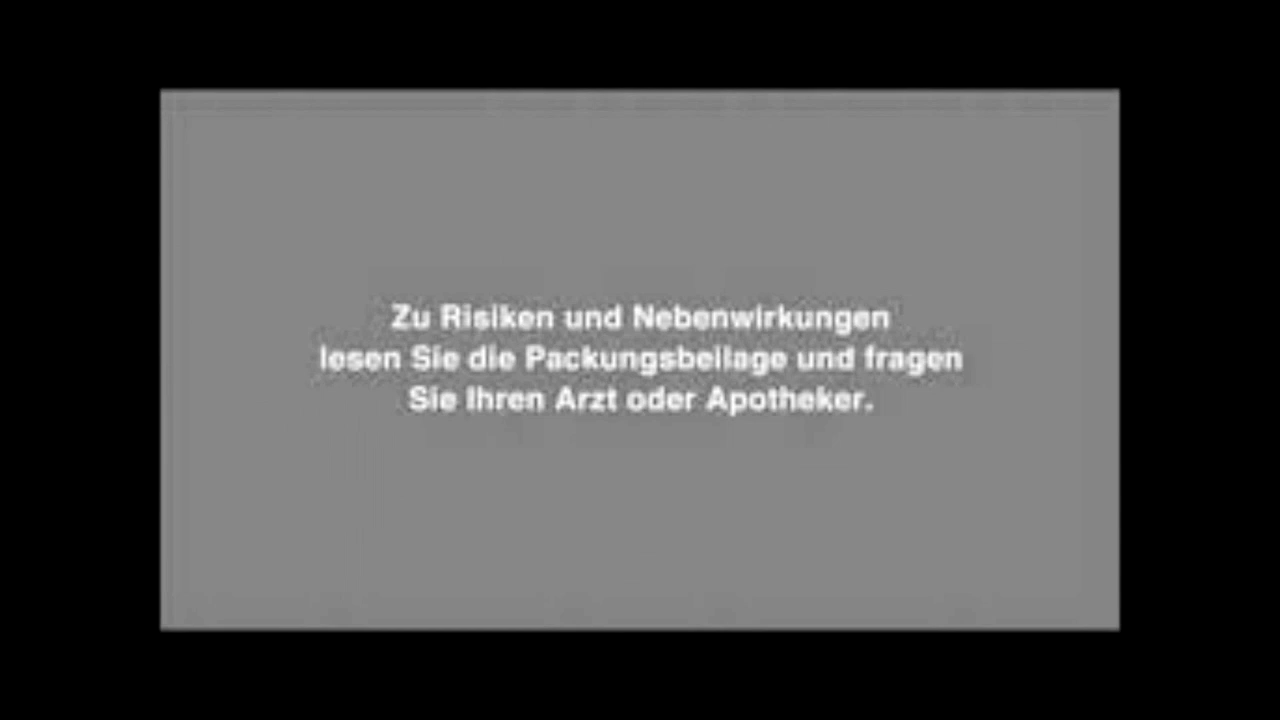 Zu Risiken und Nebenwirkungen
lesen Sie die Packungsbeilage und fragen
Sie Ihren Arzt oder Apotheker.